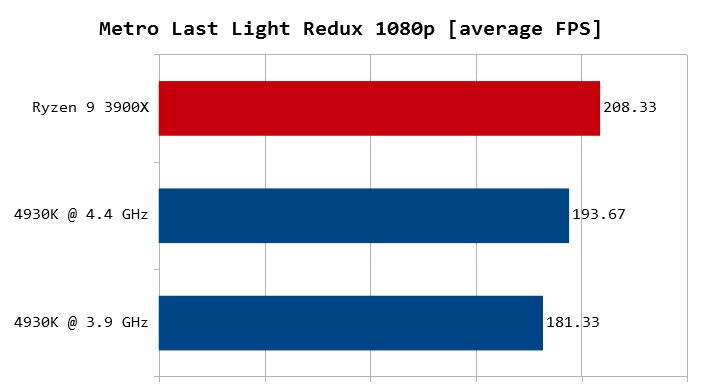 Metro Last Light Redux 1080p [average FPS]
Ryzen 9 3900X 208.33
4930K @ 4.4 GHz 193.67
4930K @ 3.9 GHz 181.33